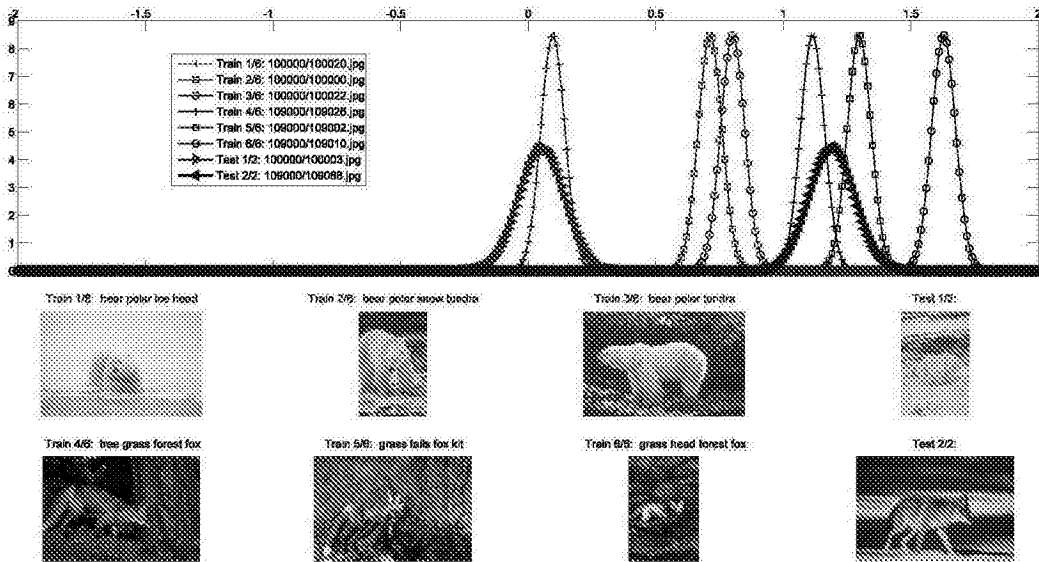 -2 -1.5 -1 -0.5 0 0.5 1 1.5 2
9
8
7
6
5
4
3
2
1
0
Train 1/6: 100000/100020.jpg
Train 2/6: 100000/100000.jpg
Train 3/6: 100000/100022.jpg
Train 4/6: 109000/109026.jpg
Train 5/6: 109000/109002.jpg
Train 6/6: 109000/109010.jpg
Test 1/2: 100000/100003.jpg
Test 2/2: 109000/109088.jpg
Train 1/6: bear polar ice head
Train 2/6: bear polar snow tundra
Train 3/6: bear polar tundra
Test 1/2:
Train 4/6: tree grass forest fox
Train 5/6: grass tails fox kit
Train 6/6: grass head forest fox
Test 2/2: